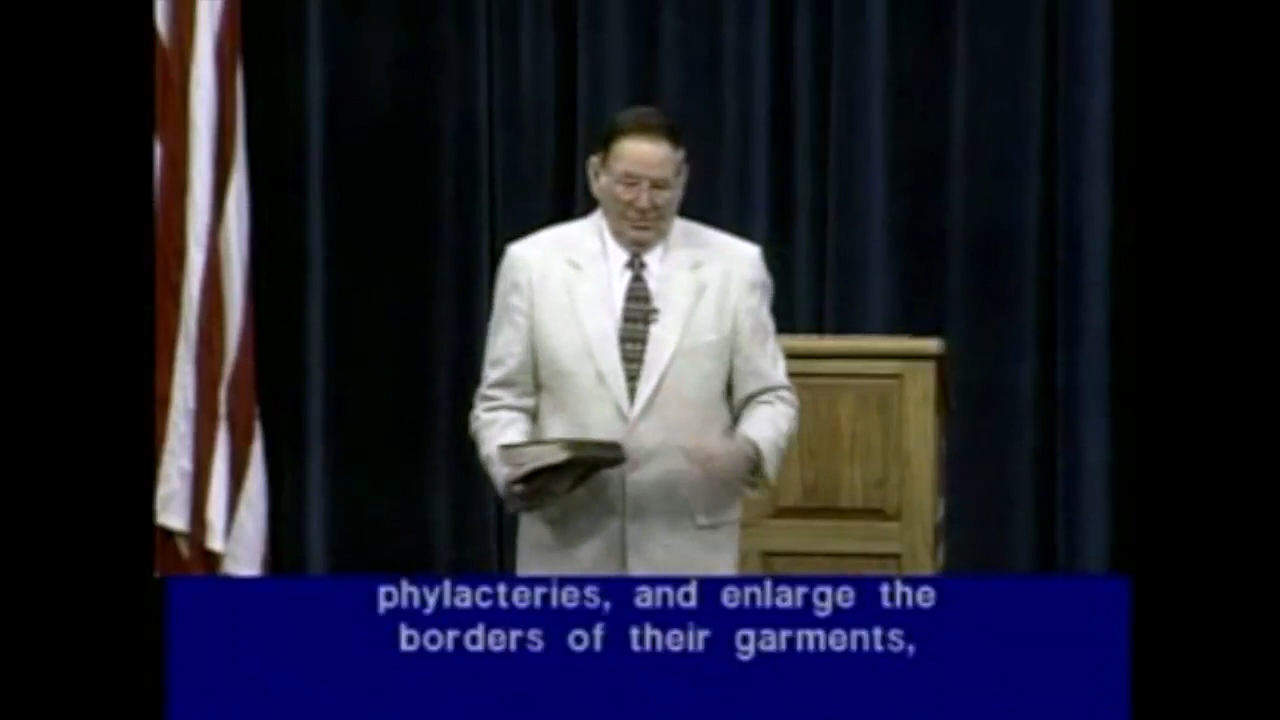 phylacteries, and enlarge the
borders of their garments,